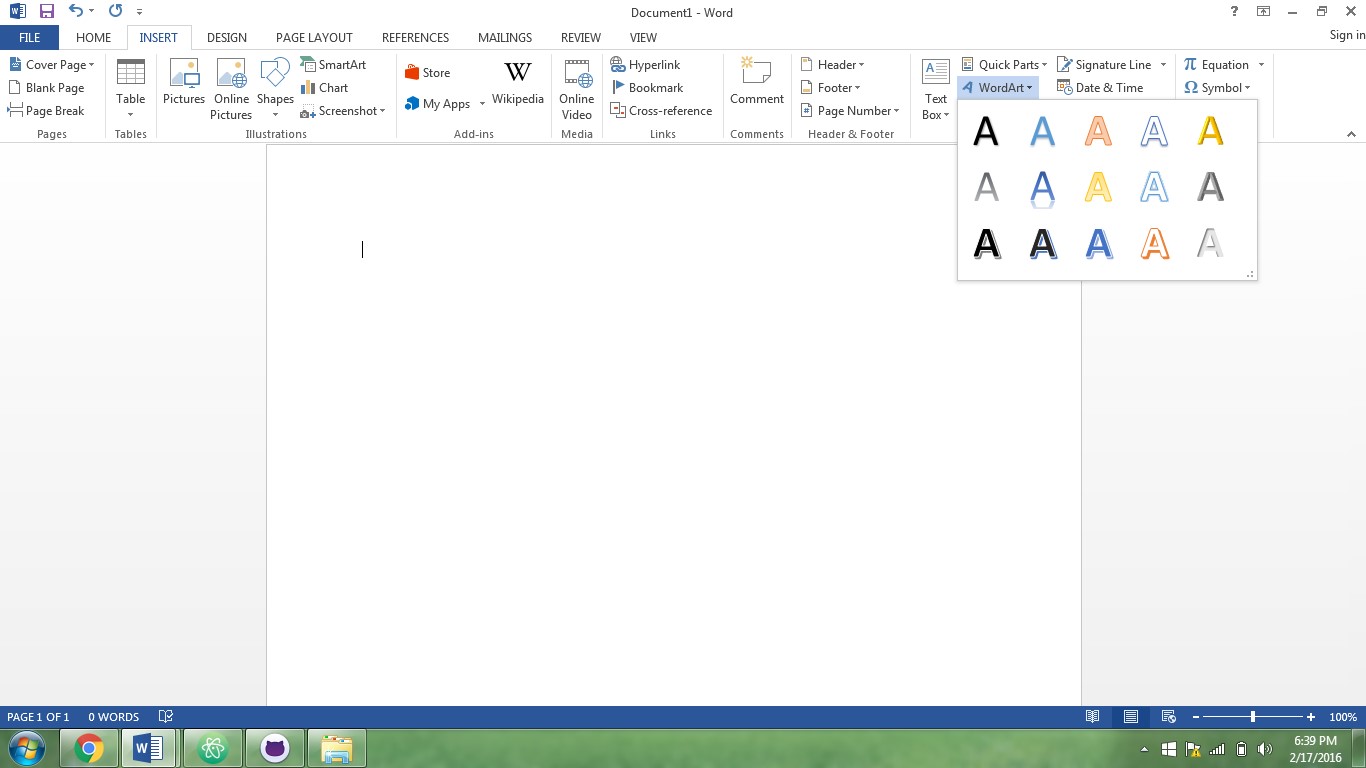 Document1 - Word
?
FILE HOME INSERT DESIGN PAGE LAYOUT REFERENCES MAILINGS REVIEW VIEW
Sign in
Cover Page
Blank Page
Page Break
Pages
Table
Tables
Pictures
Online
Pictures
Shapes
SmartArt
Chart
Screenshot
Illustrations
Store
My Apps
W
Wikipedia
Add-ins
Online
Video
Media
Hyperlink
Bookmark
Cross-reference
Links
Comment
Comments
Header
Footer
Page Number
Header & Footer
A
Text
Box
Quick Parts
A WordArt
Signature Line
Date & Time
π Equation
Ω Symbol
A A A A A
A A A A A
A A A A A
PAGE 1 OF 1 0 WORDS
100%
6:39 PM
2/17/2016